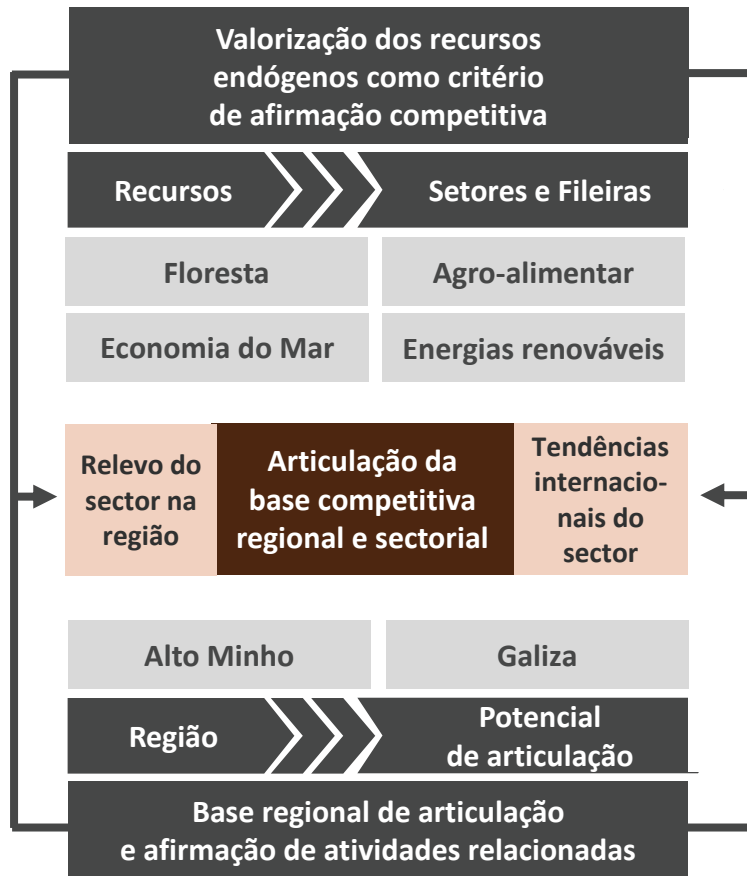 Valorização dos recursos
endógenos como critério
de afirmação competitiva
Recursos
Setores e Fileiras
Floresta
Agro-alimentar
Economia do Mar
Energias renováveis
Relevo do
sector na
região
Articulação da
base competitiva
regional e sectorial
Tendências
internacio-
nais do
sector
Alto Minho
Galiza
Região
Potencial
de articulação
Base regional de articulação
e afirmação de atividades relacionadas